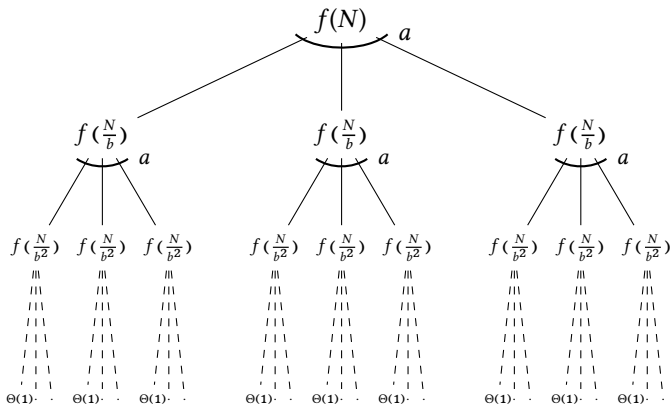 f(N)
a
f(N/b) a f(N/b) a f(N/b) a
f(N/b²) f(N/b²) f(N/b²) f(N/b²) f(N/b²) f(N/b²) f(N/b²) f(N/b²) f(N/b²)
Θ(1)· · Θ(1)· · Θ(1)· · Θ(1)· · Θ(1)· · Θ(1)· · Θ(1)· · Θ(1)· · Θ(1)· ·